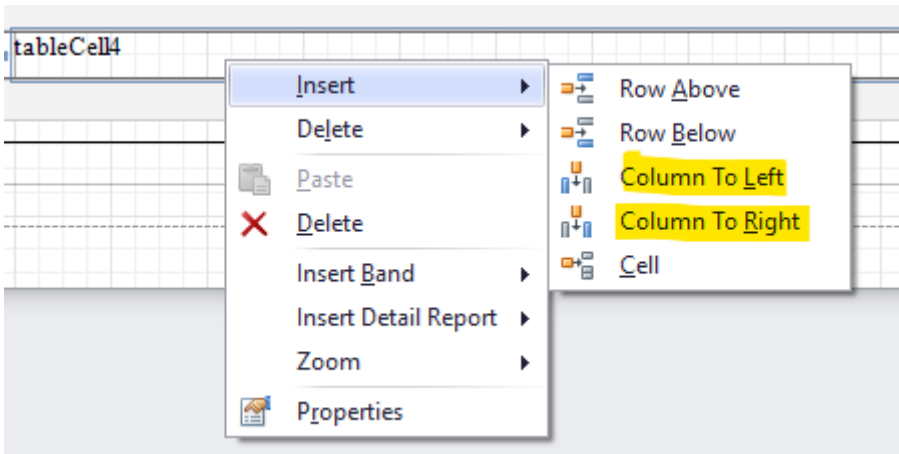 tableCell4
Insert
Delete
Paste
Delete
Insert Band
Insert Detail Report
Zoom
Properties
Row Above
Row Below
Column To Left
Column To Right
Cell